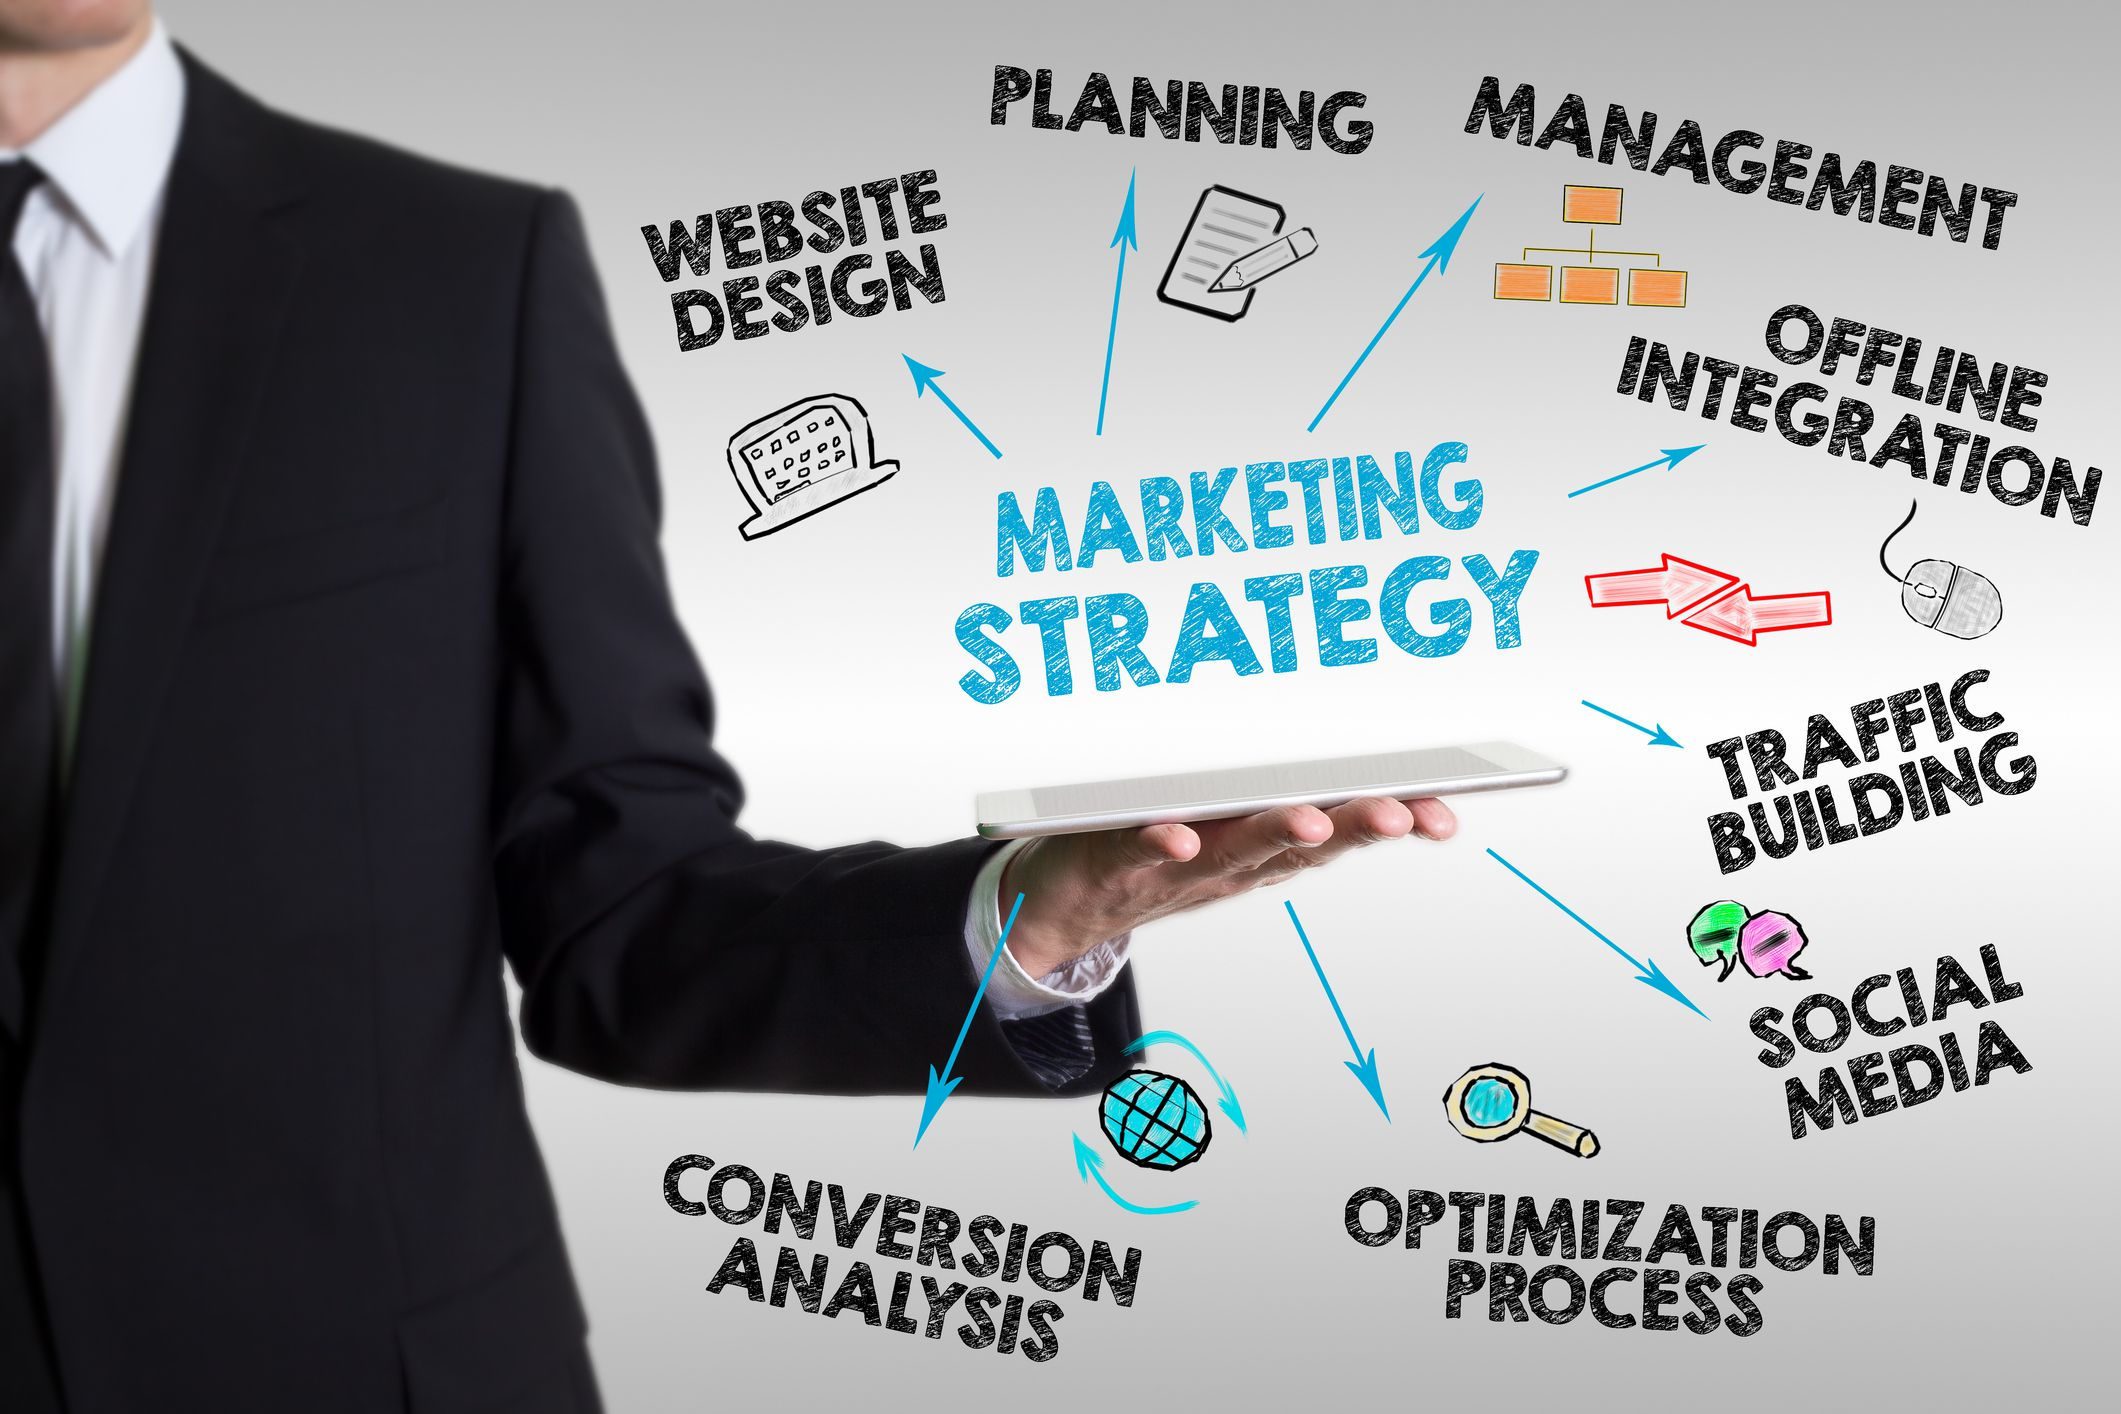 PLANNING
MANAGEMENT
WEBSITE
DESIGN
OFFLINE
INTEGRATION
MARKETING
STRATEGY
TRAFFIC
BUILDING
SOCIAL
MEDIA
CONVERSION
ANALYSIS
OPTIMIZATION
PROCESS